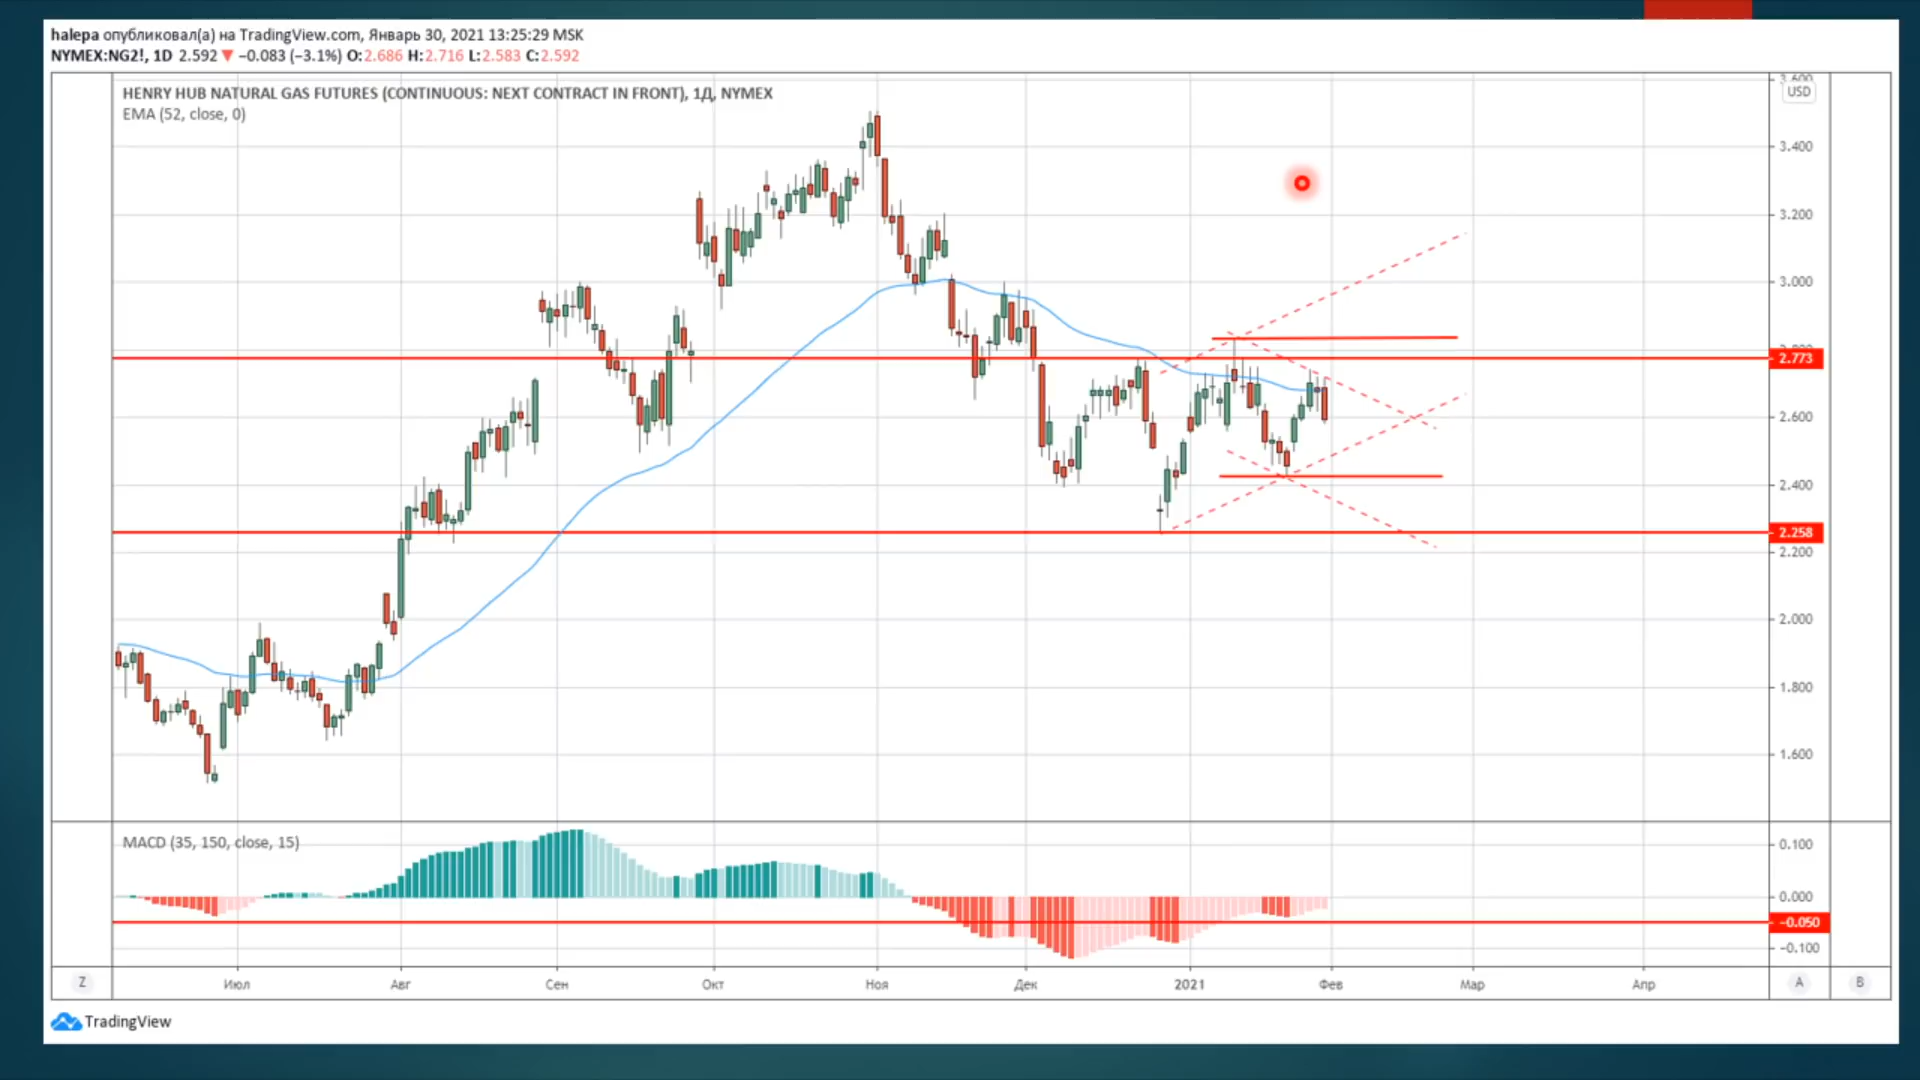 halepa опубликовал(а) на TradingView.com, Январь 30, 2021 13:25:29 MSK
NYMEX:NG2!, 1D 2.592 ▼ −0.083 (−3.1%) O:2.686 H:2.716 L:2.583 C:2.592
HENRY HUB NATURAL GAS FUTURES (CONTINUOUS: NEXT CONTRACT IN FRONT), 1Д, NYMEX
EMA (52, close, 0)
3.600
USD
3.400
3.200
3.000
2.800
2.773
2.600
2.400
2.258
2.200
2.000
1.800
1.600
MACD (35, 150, close, 15)
0.100
0.000
−0.050
−0.100
Z Июл Авг Сен Окт Ноя Дек 2021 Фев Мар Апр A B
TradingView